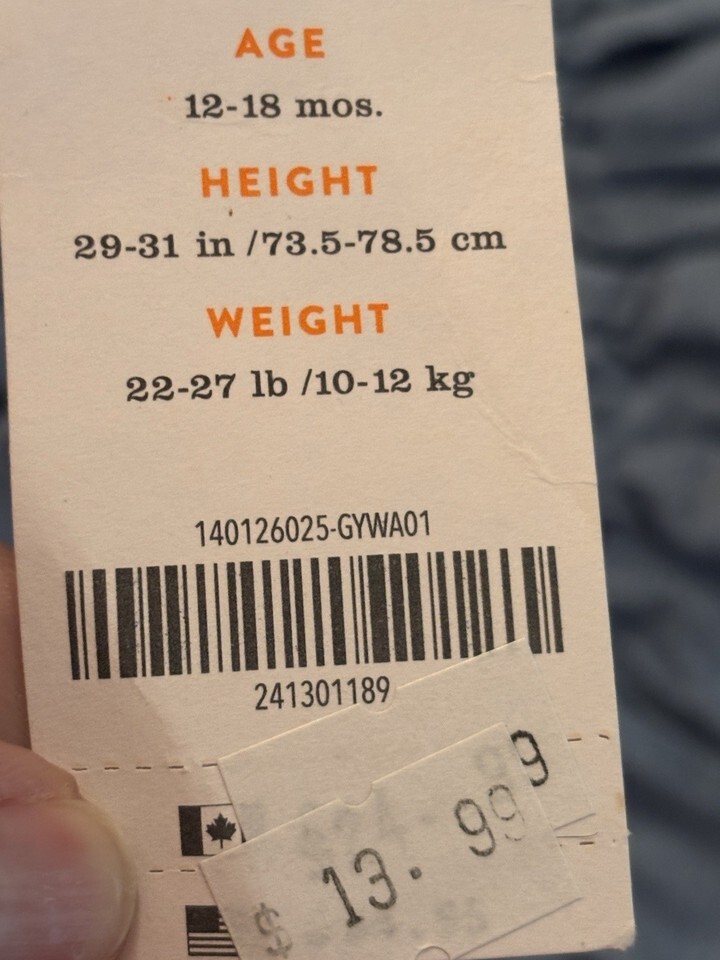 AGE
12-18 mos.
HEIGHT
29-31 in /73.5-78.5 cm
WEIGHT
22-27 lb /10-12 kg
140126025-GYWA01
241301189
9
$ 13.99